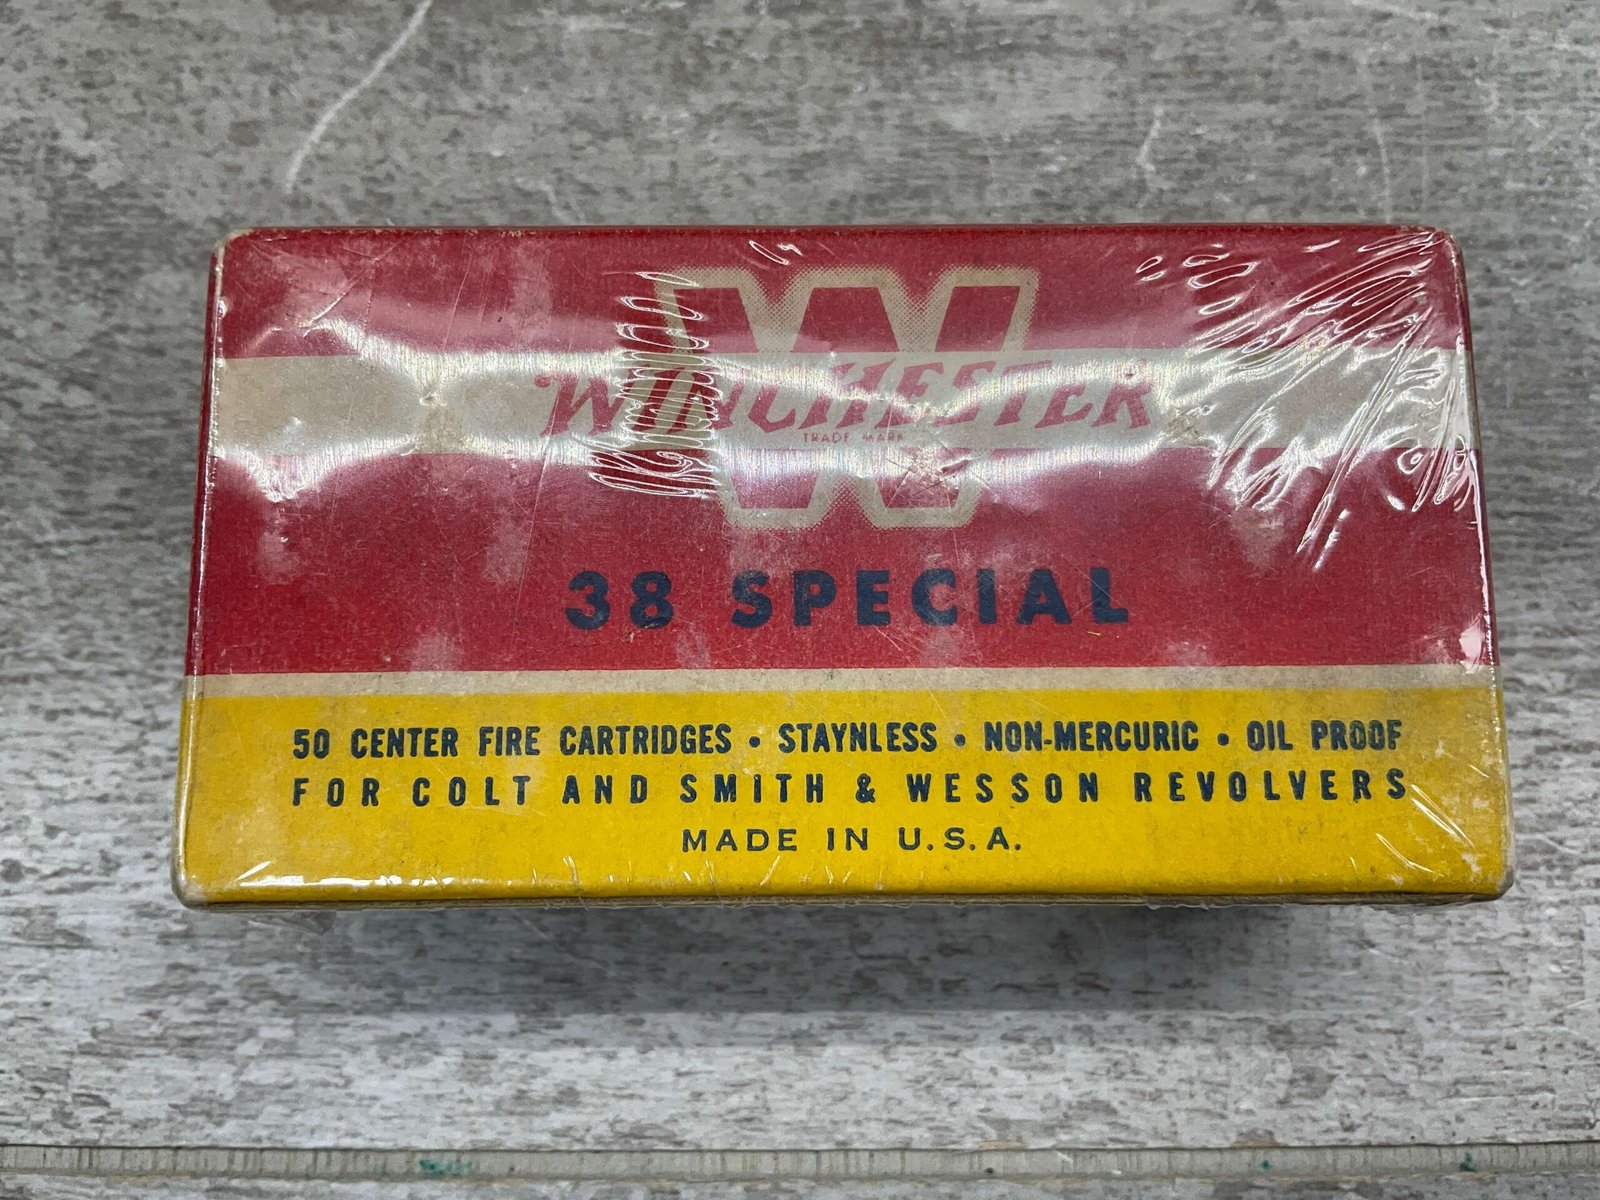 W
WINCHESTER
TRADE MARK
38 SPECIAL
50 CENTER FIRE CARTRIDGES • STAYNLESS • NON-MERCURIC • OIL PROOF
FOR COLT AND SMITH & WESSON REVOLVERS
MADE IN U.S.A.